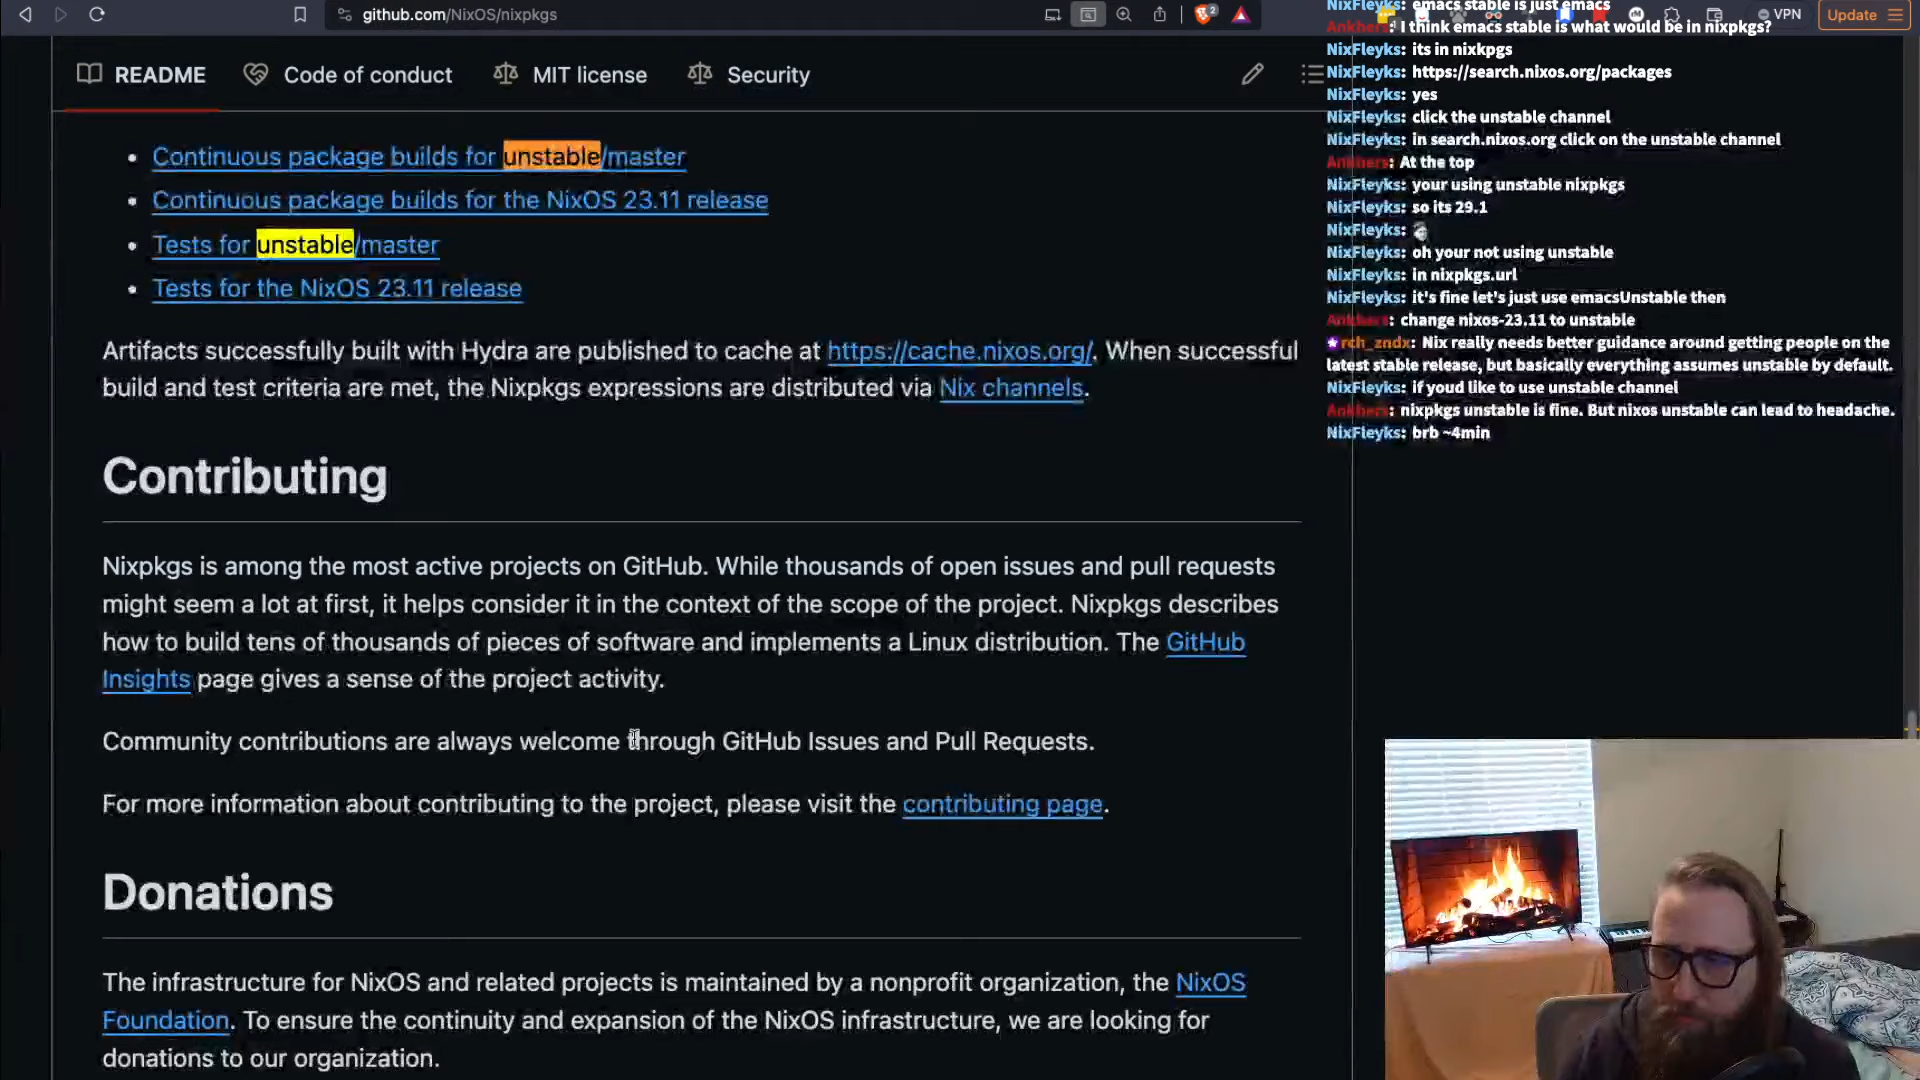 github.com/NixOS/nixpkgs
2
VPN
Update
README
Code of conduct
MIT license
Security
Continuous package builds for unstable/master
Continuous package builds for the NixOS 23.11 release
Tests for unstable/master
Tests for the NixOS 23.11 release
Artifacts successfully built with Hydra are published to cache at https://cache.nixos.org/. When successful
build and test criteria are met, the Nixpkgs expressions are distributed via Nix channels.
Contributing
Nixpkgs is among the most active projects on GitHub. While thousands of open issues and pull requests
might seem a lot at first, it helps consider it in the context of the scope of the project. Nixpkgs describes
how to build tens of thousands of pieces of software and implements a Linux distribution. The GitHub
Insights page gives a sense of the project activity.
Community contributions are always welcome through GitHub Issues and Pull Requests.
For more information about contributing to the project, please visit the contributing page.
Donations
The infrastructure for NixOS and related projects is maintained by a nonprofit organization, the NixOS
Foundation. To ensure the continuity and expansion of the NixOS infrastructure, we are looking for
donations to our organization.
NixFleyks: emacs stable is just emacs
Ankhers: I think emacs stable is what would be in nixpkgs?
NixFleyks: its in nixkpgs
NixFleyks: https://search.nixos.org/packages
NixFleyks: yes
NixFleyks: click the unstable channel
NixFleyks: in search.nixos.org click on the unstable channel
Ankhers: At the top
NixFleyks: your using unstable nixpkgs
NixFleyks: so its 29.1
NixFleyks:
NixFleyks: oh your not using unstable
NixFleyks: in nixpkgs.url
NixFleyks: it's fine let's just use emacsUnstable then
Ankhers: change nixos-23.11 to unstable
rch_zndx: Nix really needs better guidance around getting people on the
latest stable release, but basically everything assumes unstable by default.
NixFleyks: if youd like to use unstable channel
Ankhers: nixpkgs unstable is fine. But nixos unstable can lead to headache.
NixFleyks: brb ~4min